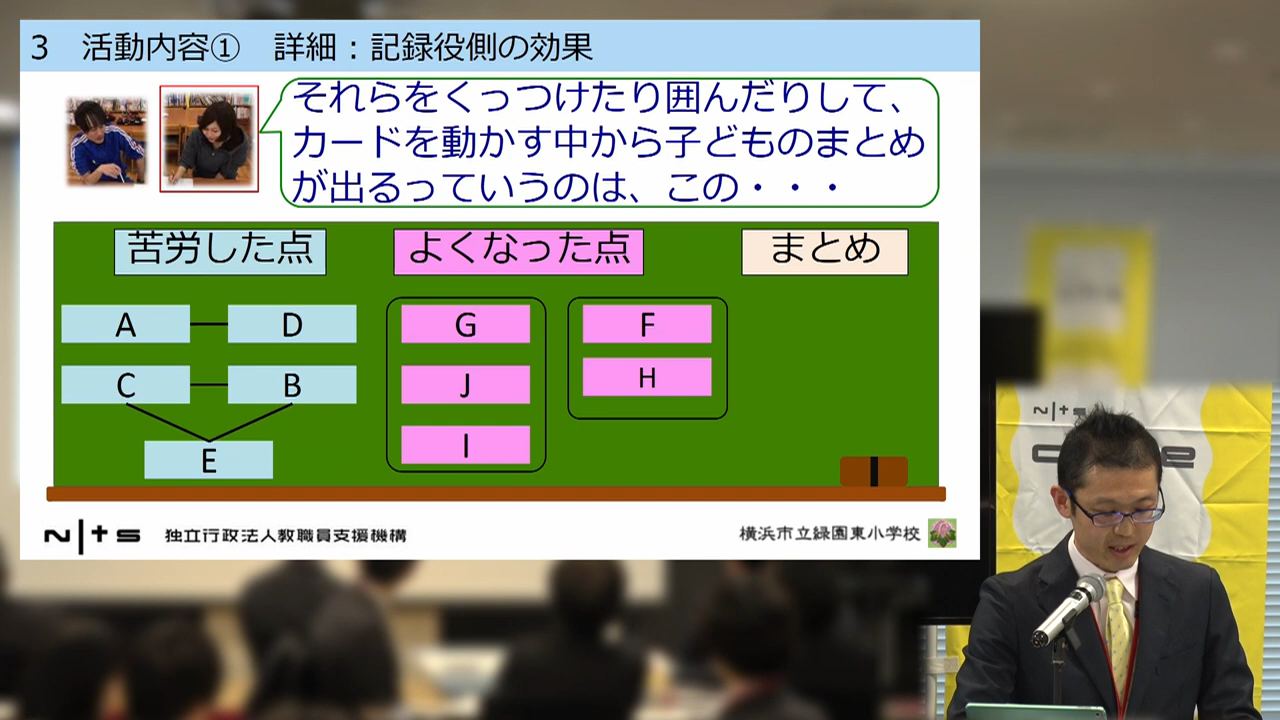 3 活動内容① 詳細：記録役側の効果
それらをくっつけたり囲んだりして、
カードを動かす中から子どものまとめ
が出るっていうのは、この・・・
苦労した点
よくなった点
まとめ
A
D
G
F
C
B
J
H
E
I
NITS 独立行政法人教職員支援機構
横浜市立緑園東小学校